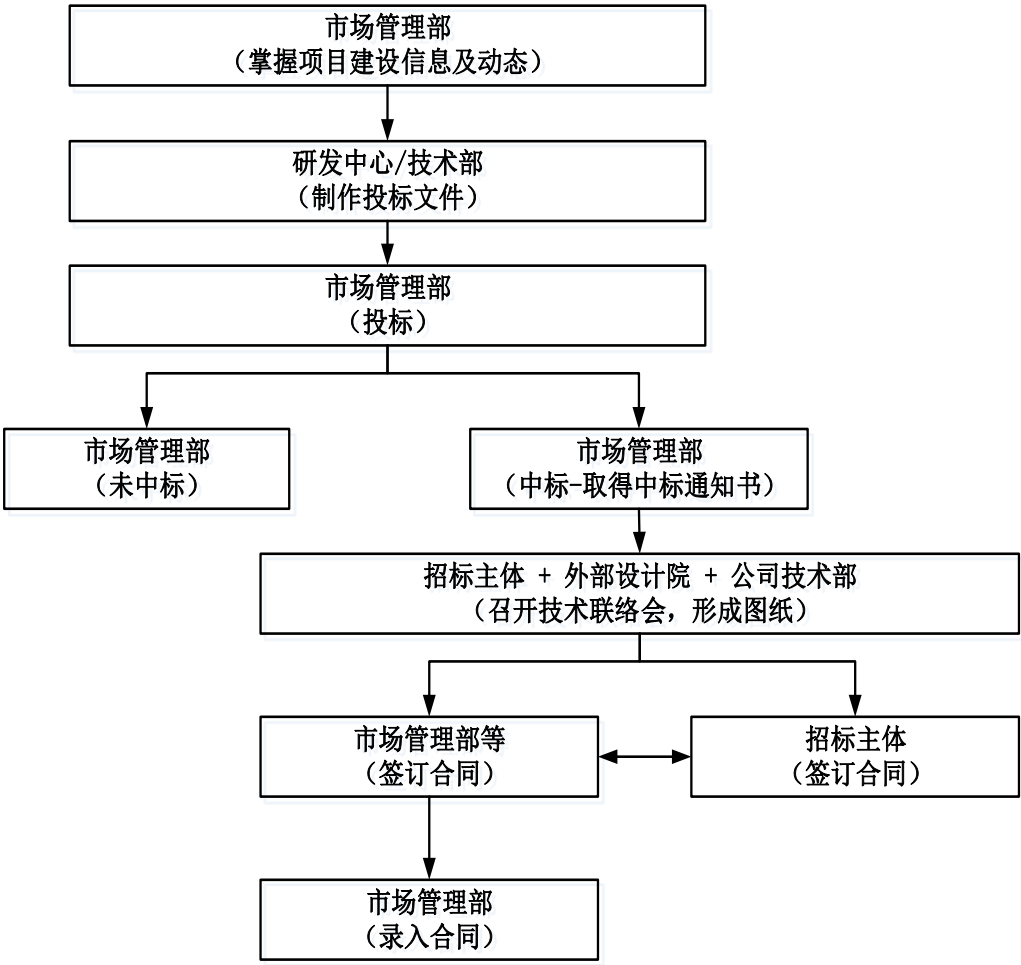 市场管理部
（掌握项目建设信息及动态）
研发中心/技术部
（制作投标文件）
市场管理部
（投标）
市场管理部
（未中标）
市场管理部
（中标-取得中标通知书）
招标主体 + 外部设计院 + 公司技术部
（召开技术联络会，形成图纸）
市场管理部等
（签订合同）
招标主体
（签订合同）
市场管理部
（录入合同）